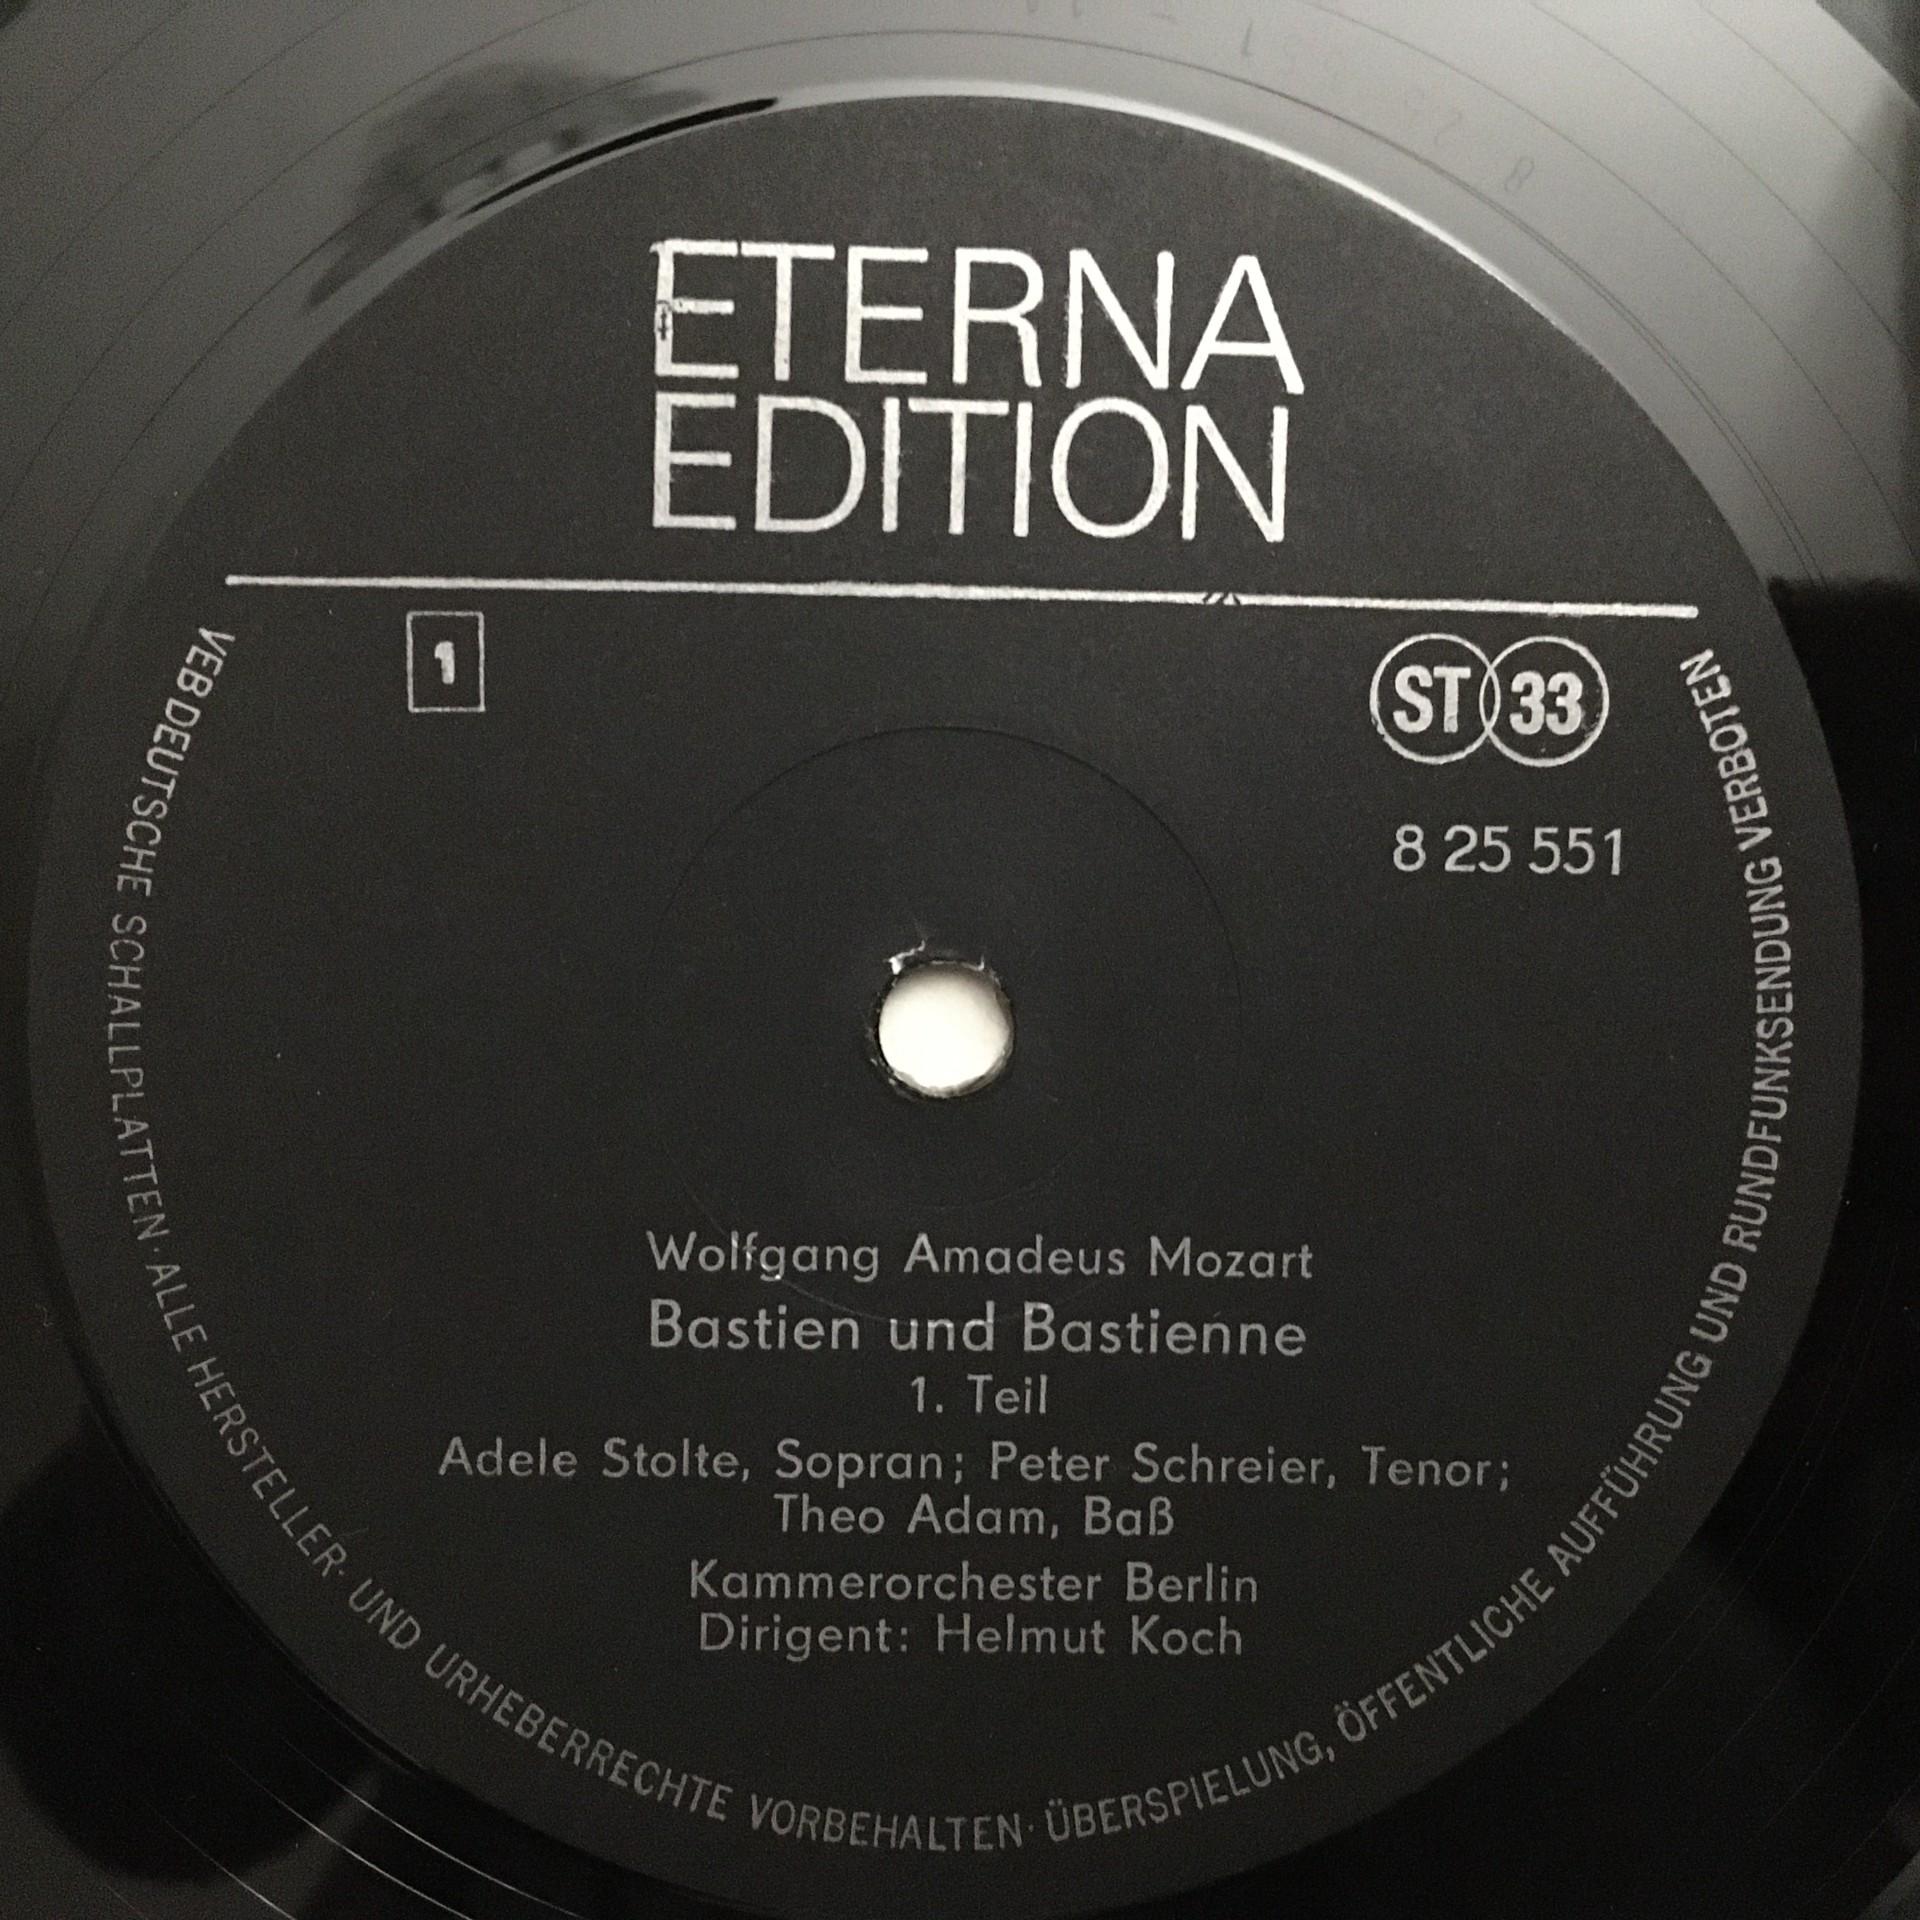 ETERNA
EDITION
1
ST 33
8 25 551
Wolfgang Amadeus Mozart
Bastien und Bastienne
1. Teil
Adele Stolte, Sopran; Peter Schreier, Tenor;
Theo Adam, Baß
Kammerorchester Berlin
Dirigent: Helmut Koch
VEB DEUTSCHE SCHALLPLATTEN · ALLE HERSTELLER- UND URHEBERRECHTE VORBEHALTEN · ÜBERSPIELUNG, ÖFFENTLICHE AUFFÜHRUNG UND RUNDFUNKSENDUNG VERBOTEN